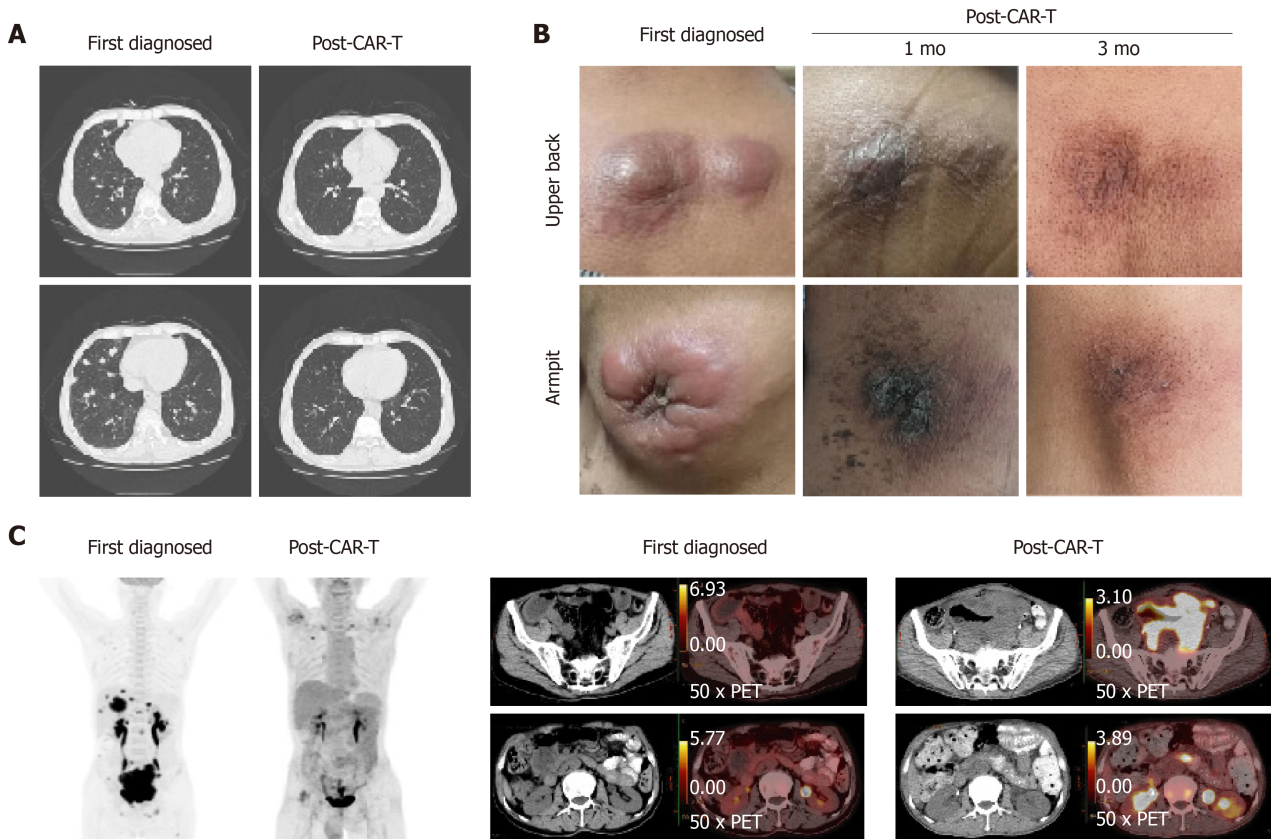 A
First diagnosed
Post-CAR-T
B
First diagnosed
Post-CAR-T
1 mo
3 mo
Upper back
Armpit
C
First diagnosed
Post-CAR-T
First diagnosed
Post-CAR-T
6.93
0.00
50 x PET
3.10
0.00
50 x PET
5.77
0.00
50 x PET
3.89
0.00
50 x PET